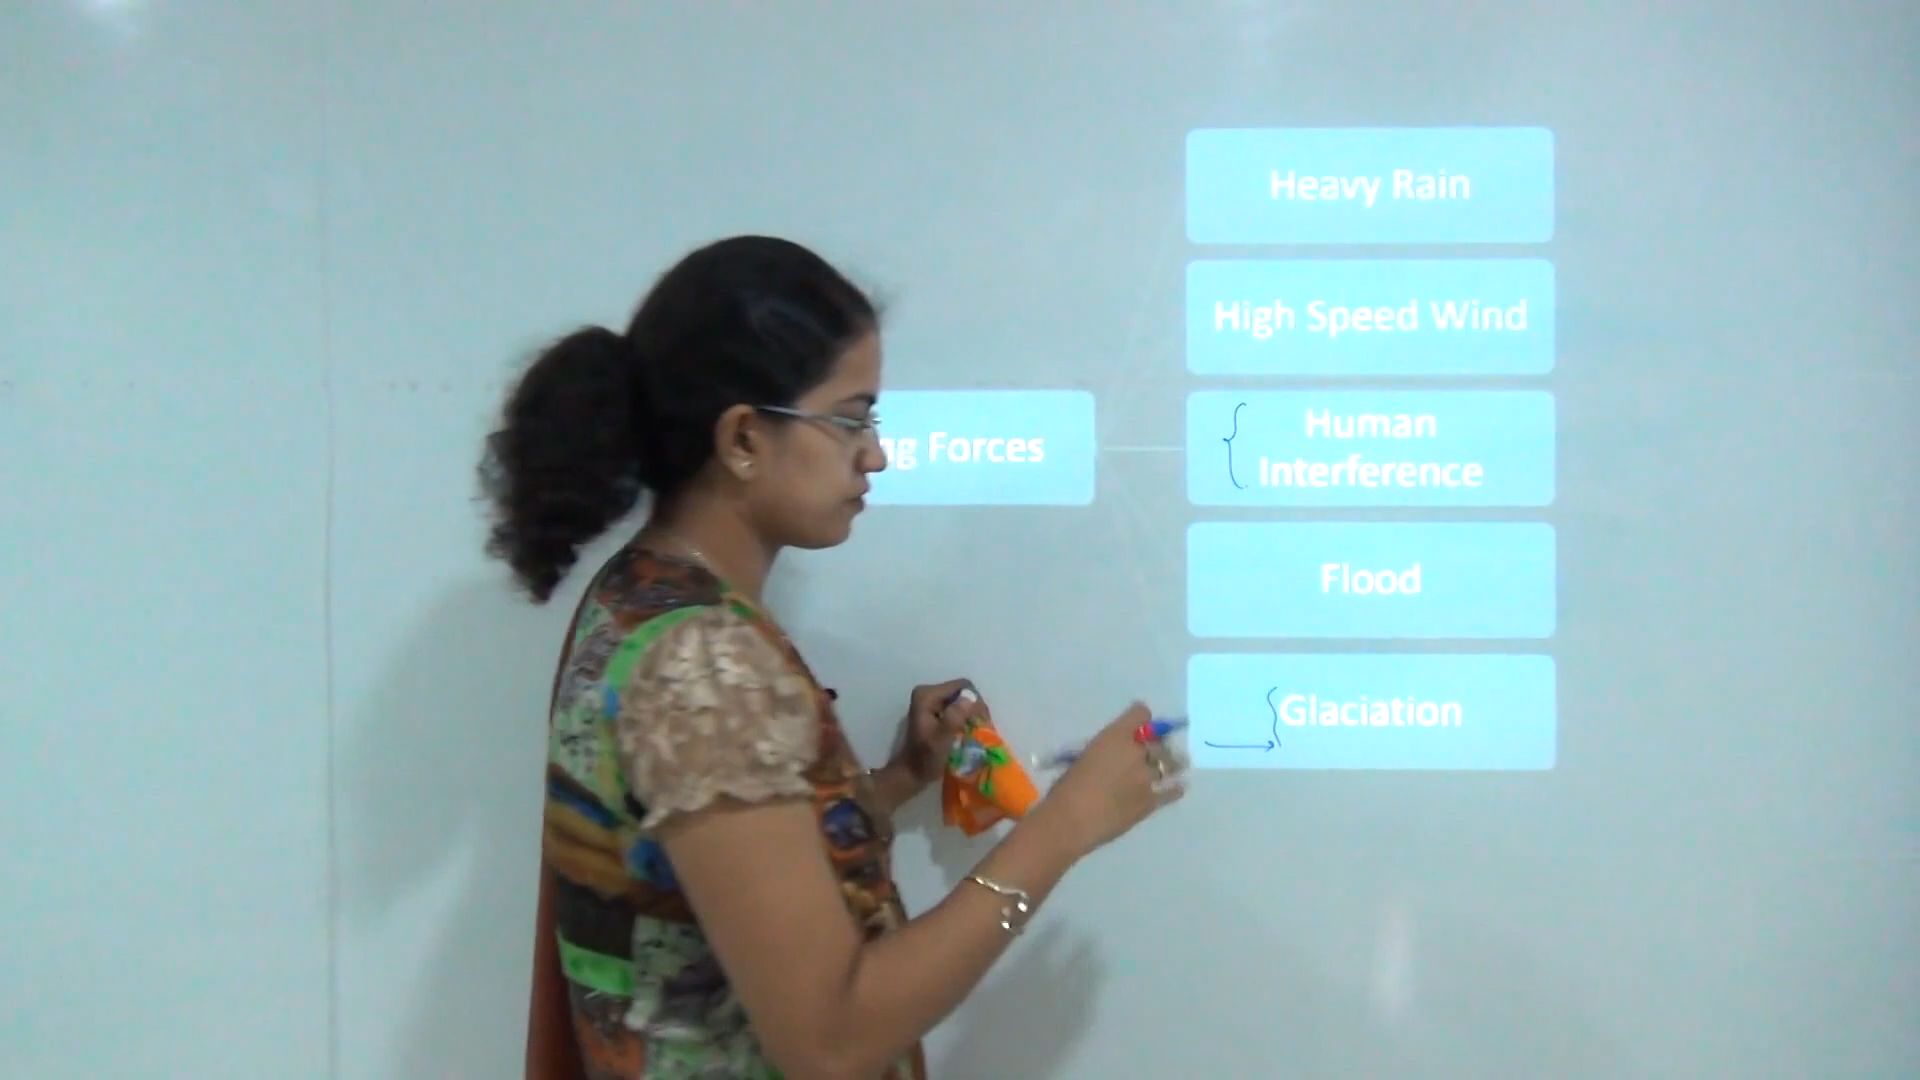 Heavy Rain
High Speed Wind
Forces
Human
Interference
Flood
Glaciation